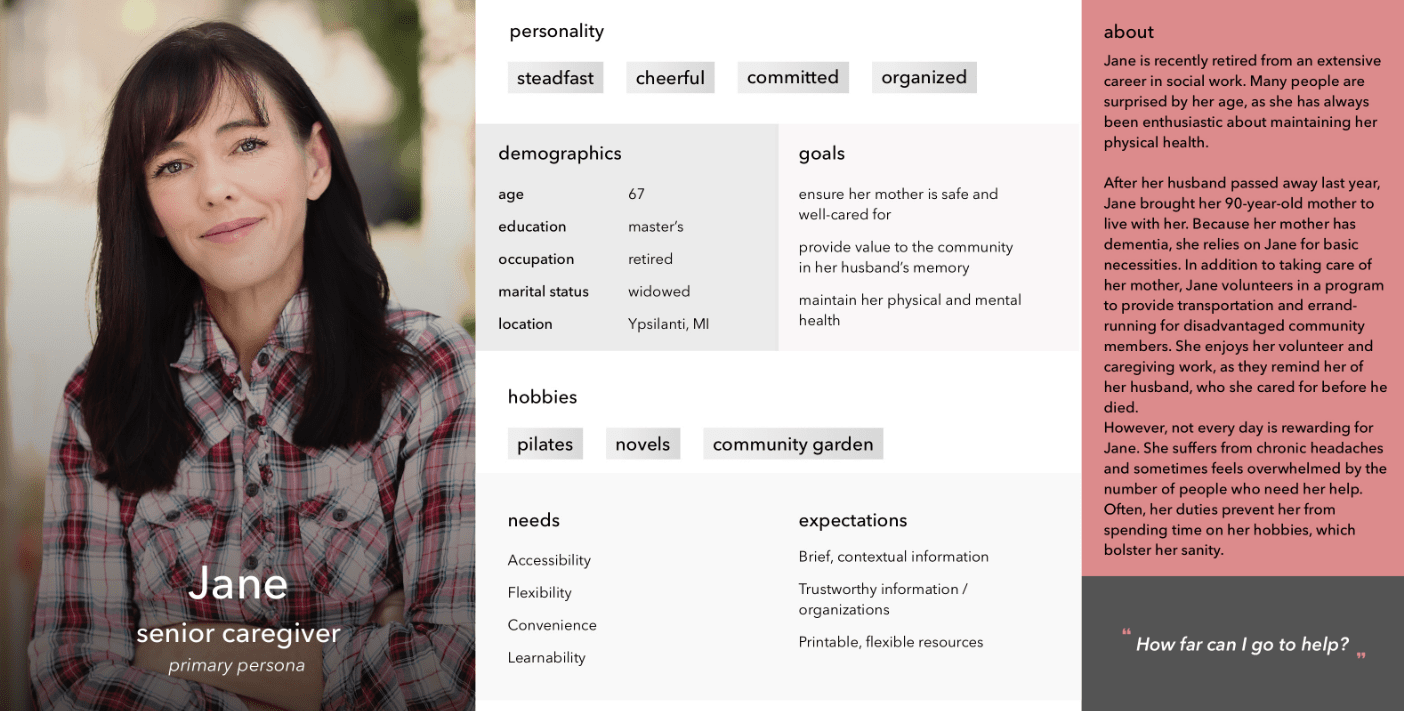 Jane
senior caregiver
primary persona
personality
steadfast
cheerful
committed
organized
demographics
age 67
education master's
occupation retired
marital status widowed
location Ypsilanti, MI
goals
ensure her mother is safe and
well-cared for
provide value to the community
in her husband's memory
maintain her physical and mental
health
hobbies
pilates
novels
community garden
needs
Accessibility
Flexibility
Convenience
Learnability
expectations
Brief, contextual information
Trustworthy information /
organizations
Printable, flexible resources
about
Jane is recently retired from an extensive
career in social work. Many people are
surprised by her age, as she has always
been enthusiastic about maintaining her
physical health.
After her husband passed away last year,
Jane brought her 90-year-old mother to
live with her. Because her mother has
dementia, she relies on Jane for basic
necessities. In addition to taking care of
her mother, Jane volunteers in a program
to provide transportation and errand-
running for disadvantaged community
members. She enjoys her volunteer and
caregiving work, as they remind her of
her husband, who she cared for before he
died.
However, not every day is rewarding for
Jane. She suffers from chronic headaches
and sometimes feels overwhelmed by the
number of people who need her help.
Often, her duties prevent her from
spending time on her hobbies, which
bolster her sanity.
❝ How far can I go to help? ❞